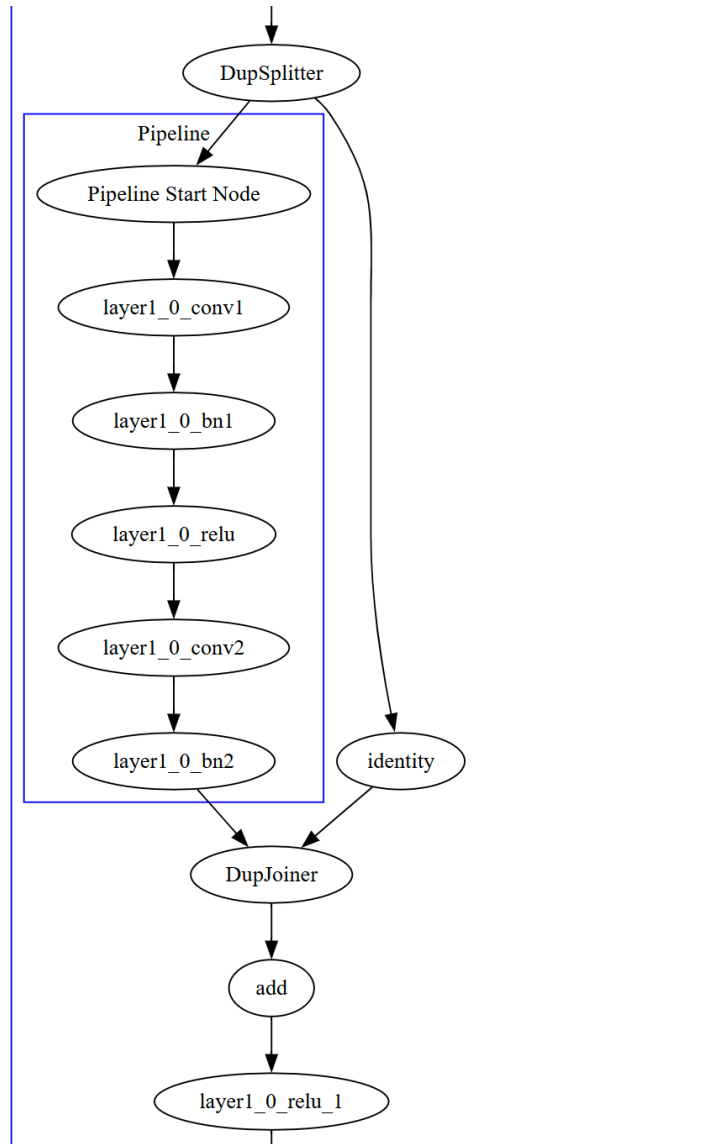 DupSplitter
Pipeline
Pipeline Start Node
layer1_0_conv1
layer1_0_bn1
layer1_0_relu
layer1_0_conv2
layer1_0_bn2
identity
DupJoiner
add
layer1_0_relu_1